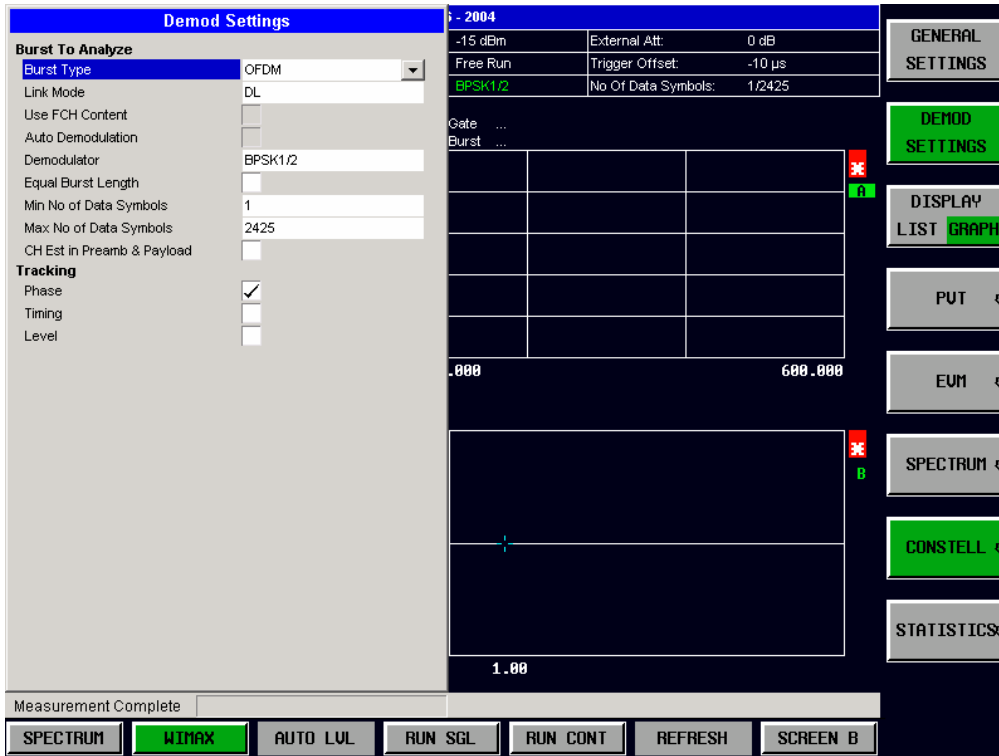 Demod Settings
Burst To Analyze
Burst Type OFDM
Link Mode DL
Use FCH Content
Auto Demodulation
Demodulator BPSK1/2
Equal Burst Length
Min No of Data Symbols 1
Max No of Data Symbols 2425
CH Est in Preamb & Payload
Tracking
Phase
Timing
Level
- 2004
-15 dBm External Att: 0 dB
Free Run Trigger Offset: -10 µs
BPSK1/2 No Of Data Symbols: 1/2425
Gate ...
Burst ...
A
.000 600.000
B
1.00
GENERAL
SETTINGS
DEMOD
SETTINGS
DISPLAY
LIST GRAPH
PVT
EVM
SPECTRUM
CONSTELL
STATISTICS
Measurement Complete
SPECTRUM WIMAX AUTO LVL RUN SGL RUN CONT REFRESH SCREEN B